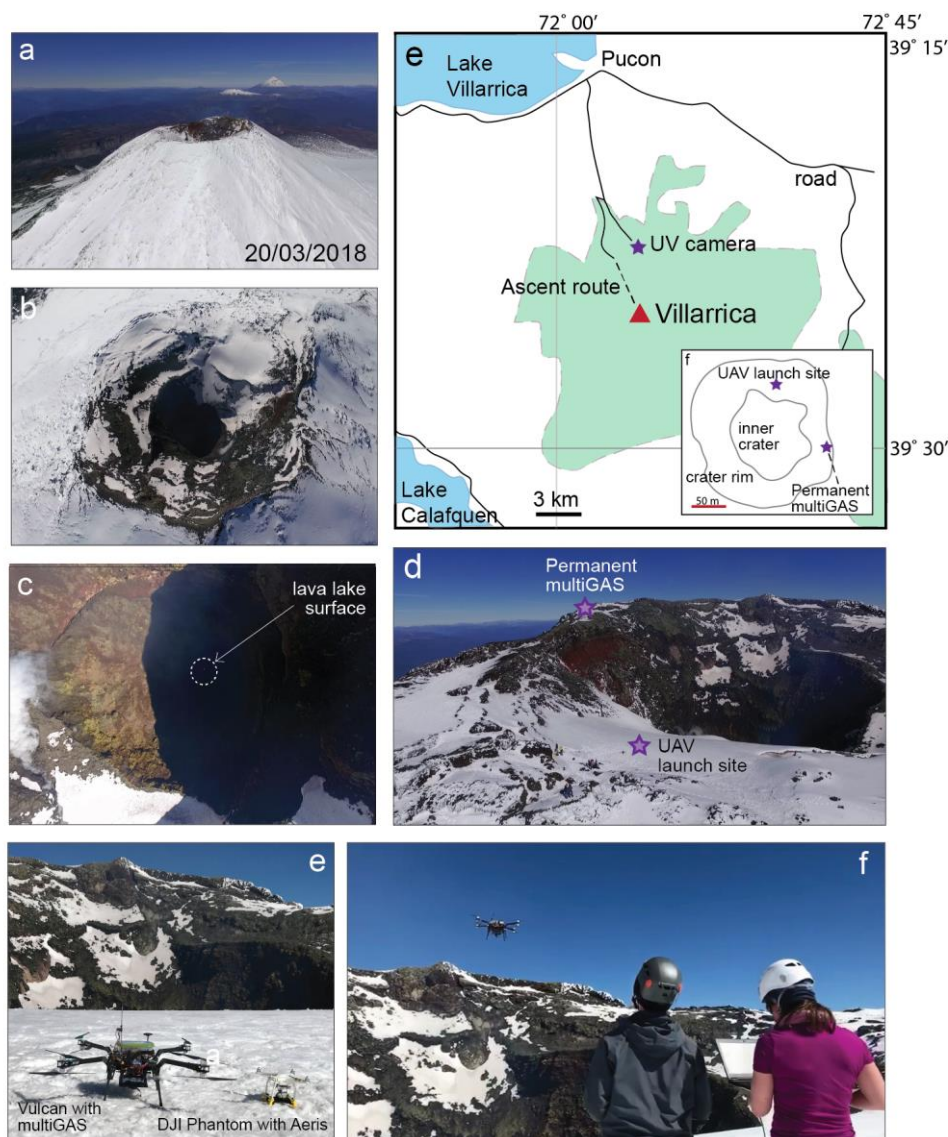 a
20/03/2018
b
c
lava lake
surface
72° 00′
72° 45′
39° 15′
e
Lake
Villarrica
Pucon
road
UV camera
Ascent route
Villarrica
f
UAV launch site
inner
crater
crater rim
50 m
Permanent
multiGAS
39° 30′
Lake
Calafquen
3 km
d
Permanent
multiGAS
UAV
launch site
e
a
Vulcan with
multiGAS
DJI Phantom with Aeris
f